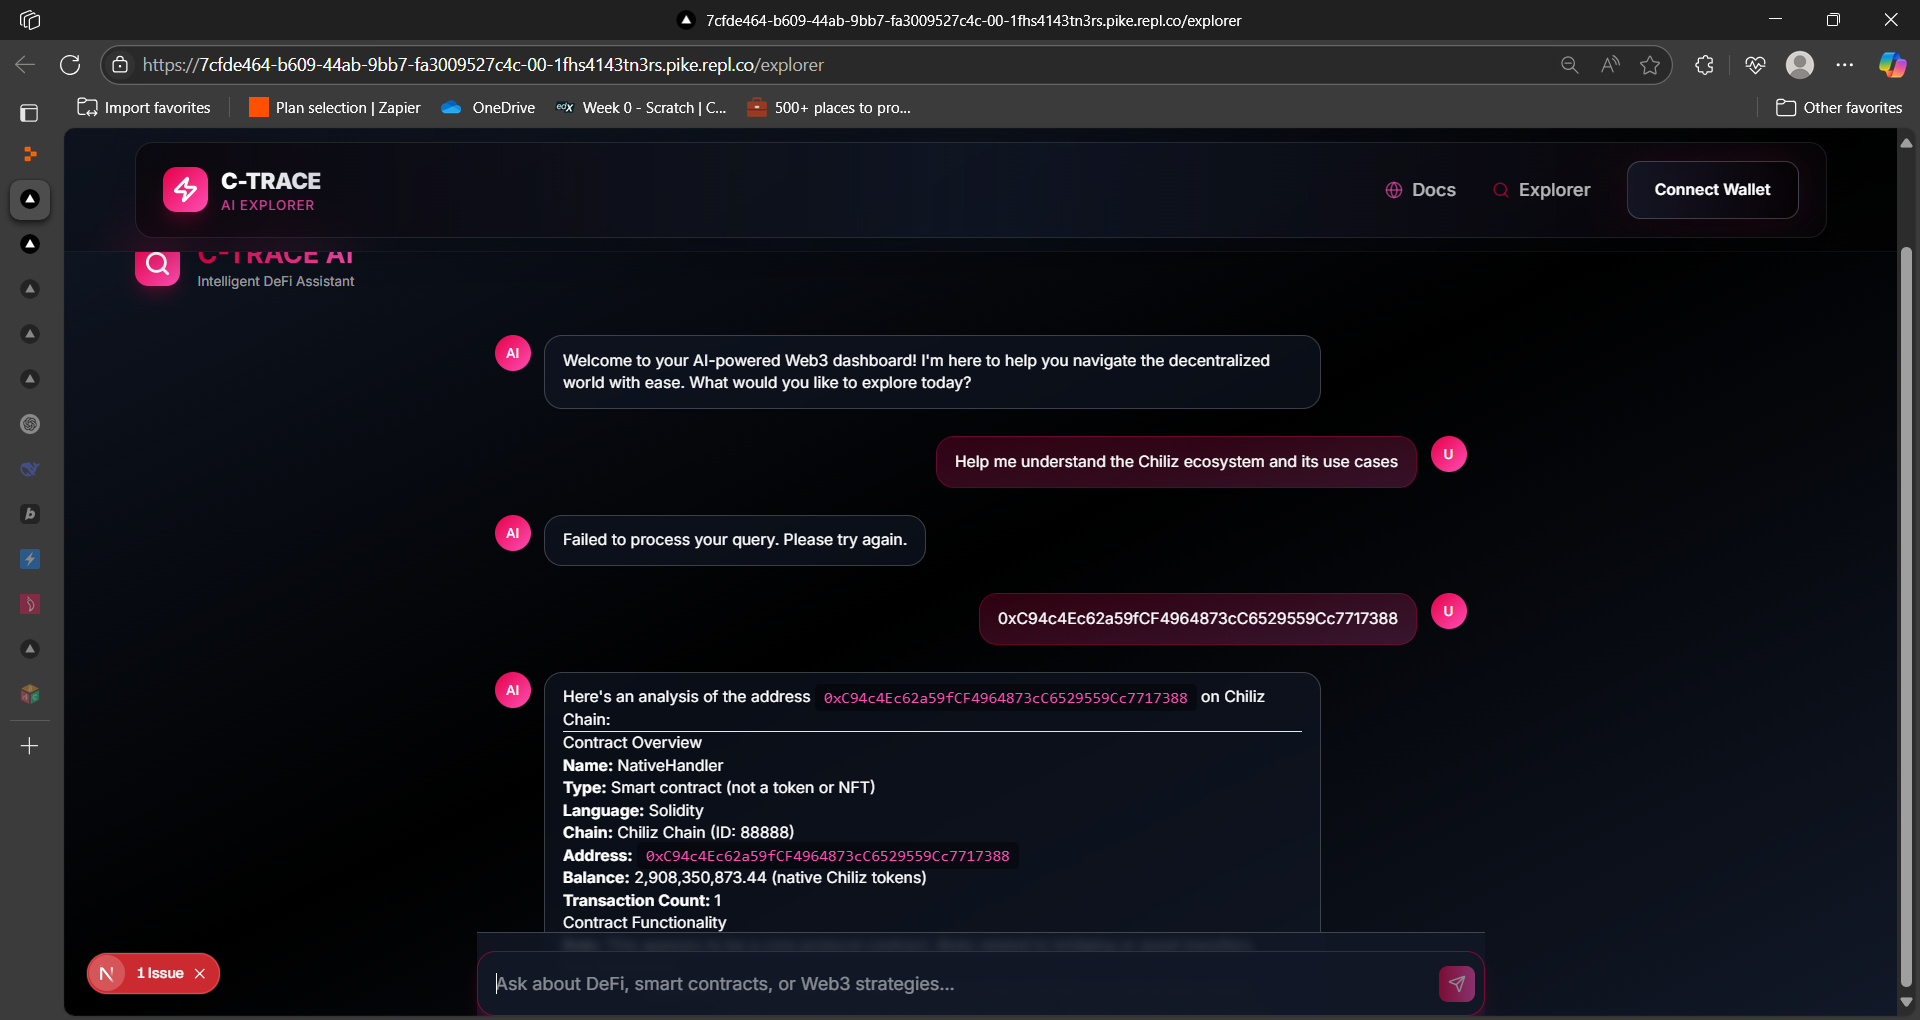 7cfde464-b609-44ab-9bb7-fa3009527c4c-00-1fhs4143tn3rs.pike.repl.co/explorer
https://7cfde464-b609-44ab-9bb7-fa3009527c4c-00-1fhs4143tn3rs.pike.repl.co/explorer
Import favorites
Plan selection | Zapier
OneDrive
edx
Week 0 - Scratch | C...
500+ places to pro...
Other favorites
C-TRACE
AI EXPLORER
Docs
Explorer
Connect Wallet
C-TRACE AI
Intelligent DeFi Assistant
AI
Welcome to your AI-powered Web3 dashboard! I'm here to help you navigate the decentralized
world with ease. What would you like to explore today?
Help me understand the Chiliz ecosystem and its use cases
U
AI
Failed to process your query. Please try again.
0xC94c4Ec62a59fCF4964873cC6529559Cc7717388
U
AI
Here's an analysis of the address 0xC94c4Ec62a59fCF4964873cC6529559Cc7717388 on Chiliz
Chain:
Contract Overview
Name: NativeHandler
Type: Smart contract (not a token or NFT)
Language: Solidity
Chain: Chiliz Chain (ID: 88888)
Address: 0xC94c4Ec62a59fCF4964873cC6529559Cc7717388
Balance: 2,908,350,873.44 (native Chiliz tokens)
Transaction Count: 1
Contract Functionality
N
1 Issue
Ask about DeFi, smart contracts, or Web3 strategies...